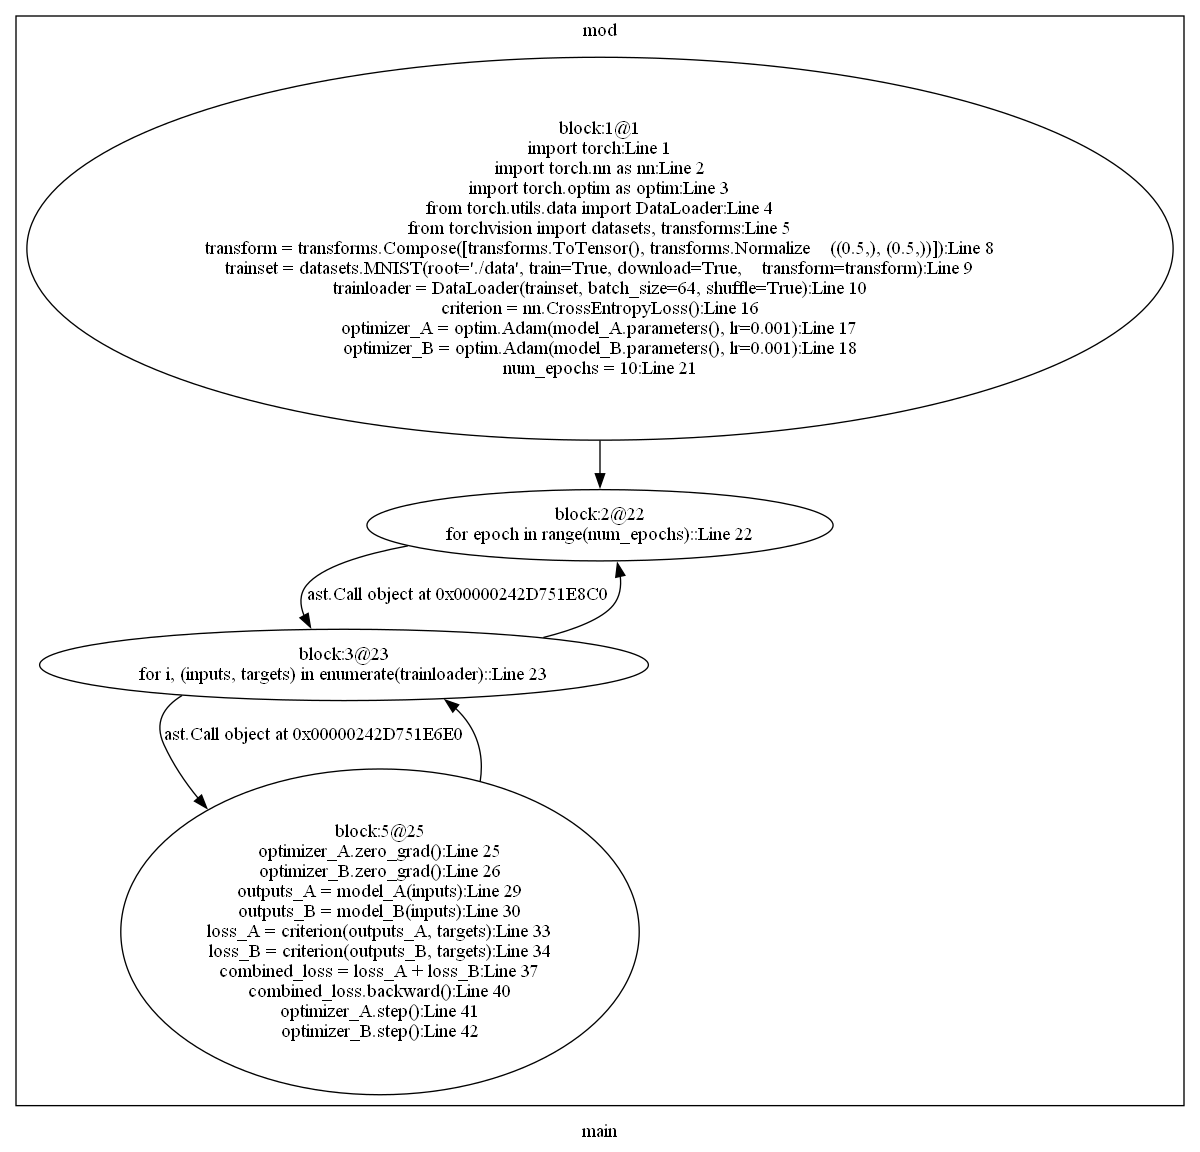 mod
block:1@1
import torch:Line 1
import torch.nn as nn:Line 2
import torch.optim as optim:Line 3
from torch.utils.data import DataLoader:Line 4
from torchvision import datasets, transforms:Line 5
transform = transforms.Compose([transforms.ToTensor(), transforms.Normalize    ((0.5,), (0.5,))]):Line 8
trainset = datasets.MNIST(root='./data', train=True, download=True,    transform=transform):Line 9
trainloader = DataLoader(trainset, batch_size=64, shuffle=True):Line 10
criterion = nn.CrossEntropyLoss():Line 16
optimizer_A = optim.Adam(model_A.parameters(), lr=0.001):Line 17
optimizer_B = optim.Adam(model_B.parameters(), lr=0.001):Line 18
num_epochs = 10:Line 21
block:2@22
for epoch in range(num_epochs)::Line 22
ast.Call object at 0x00000242D751E8C0
block:3@23
for i, (inputs, targets) in enumerate(trainloader)::Line 23
ast.Call object at 0x00000242D751E6E0
block:5@25
optimizer_A.zero_grad():Line 25
optimizer_B.zero_grad():Line 26
outputs_A = model_A(inputs):Line 29
outputs_B = model_B(inputs):Line 30
loss_A = criterion(outputs_A, targets):Line 33
loss_B = criterion(outputs_B, targets):Line 34
combined_loss = loss_A + loss_B:Line 37
combined_loss.backward():Line 40
optimizer_A.step():Line 41
optimizer_B.step():Line 42
main